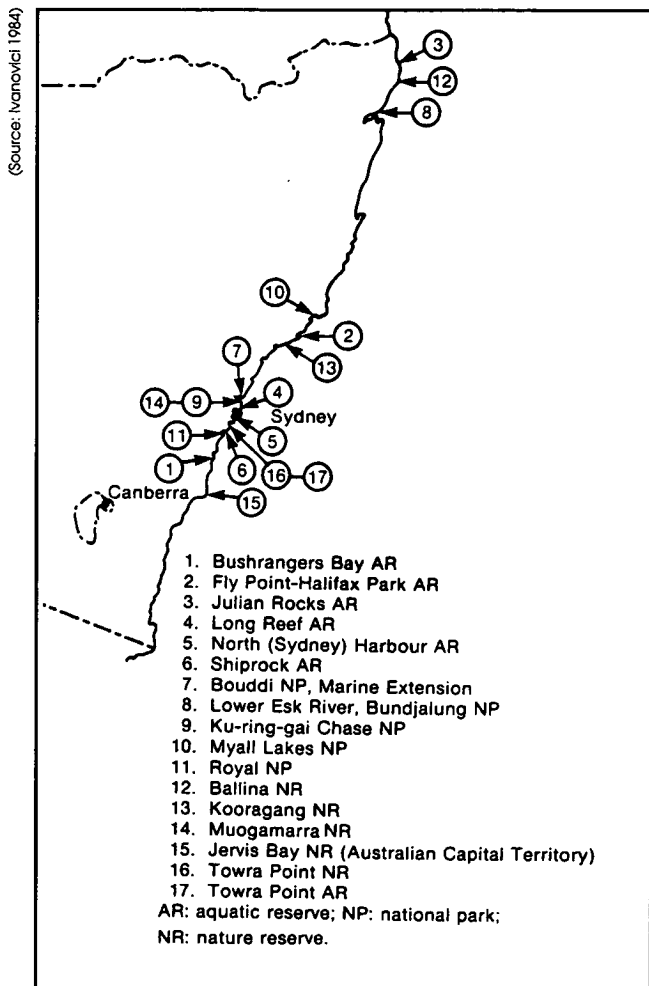 (Source: Ivanovici 1984)
3
12
8
10
2
7
13
14
9
4
Sydney
5
11
1
6
16
17
Canberra
15
1. Bushrangers Bay AR
2. Fly Point-Halifax Park AR
3. Julian Rocks AR
4. Long Reef AR
5. North (Sydney) Harbour AR
6. Shiprock AR
7. Bouddi NP, Marine Extension
8. Lower Esk River, Bundjalung NP
9. Ku-ring-gai Chase NP
10. Myall Lakes NP
11. Royal NP
12. Ballina NR
13. Kooragang NR
14. Muogamarra NR
15. Jervis Bay NR (Australian Capital Territory)
16. Towra Point NR
17. Towra Point AR
AR: aquatic reserve; NP: national park;
NR: nature reserve.